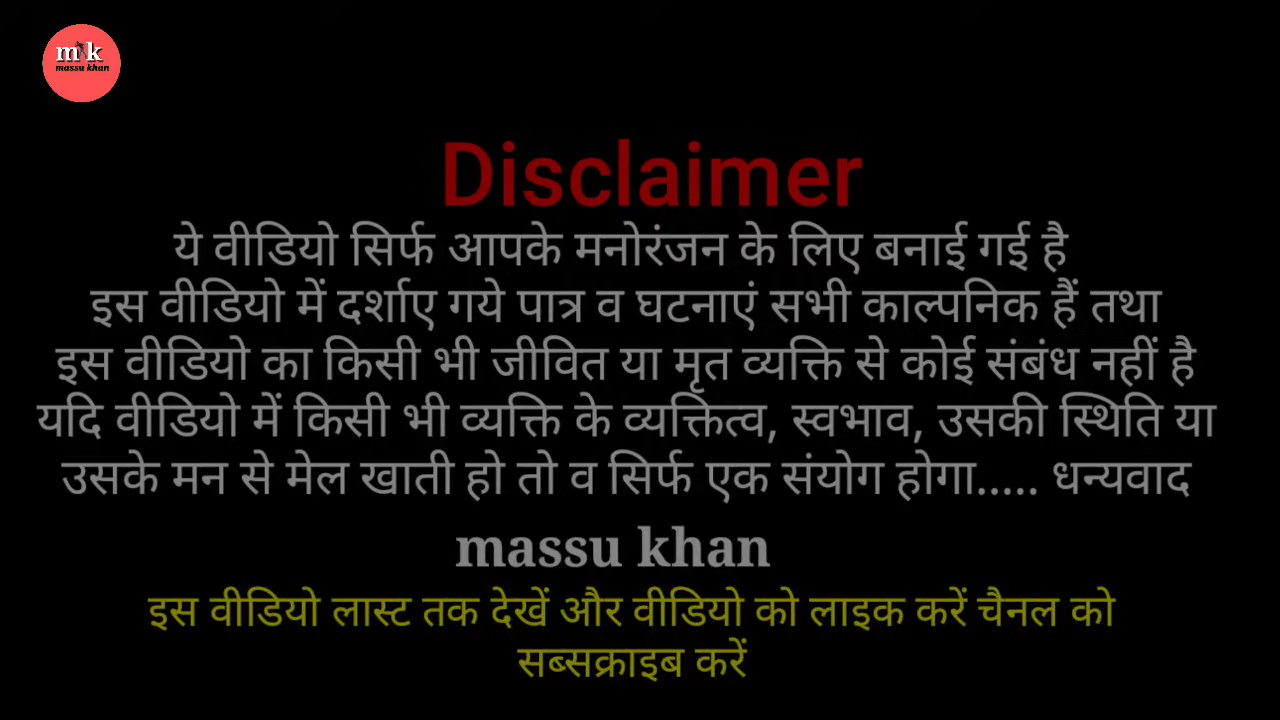 mk
massu khan
Disclaimer
ये वीडियो सिर्फ आपके मनोरंजन के लिए बनाई गई है
इस वीडियो में दर्शाए गये पात्र व घटनाएं सभी काल्पनिक हैं तथा
इस वीडियो का किसी भी जीवित या मृत व्यक्ति से कोई संबंध नहीं है
यदि वीडियो में किसी भी व्यक्ति के व्यक्तित्व, स्वभाव, उसकी स्थिति या
उसके मन से मेल खाती हो तो व सिर्फ एक संयोग होगा..... धन्यवाद
massu khan
इस वीडियो लास्ट तक देखें और वीडियो को लाइक करें चैनल को
सब्सक्राइब करें